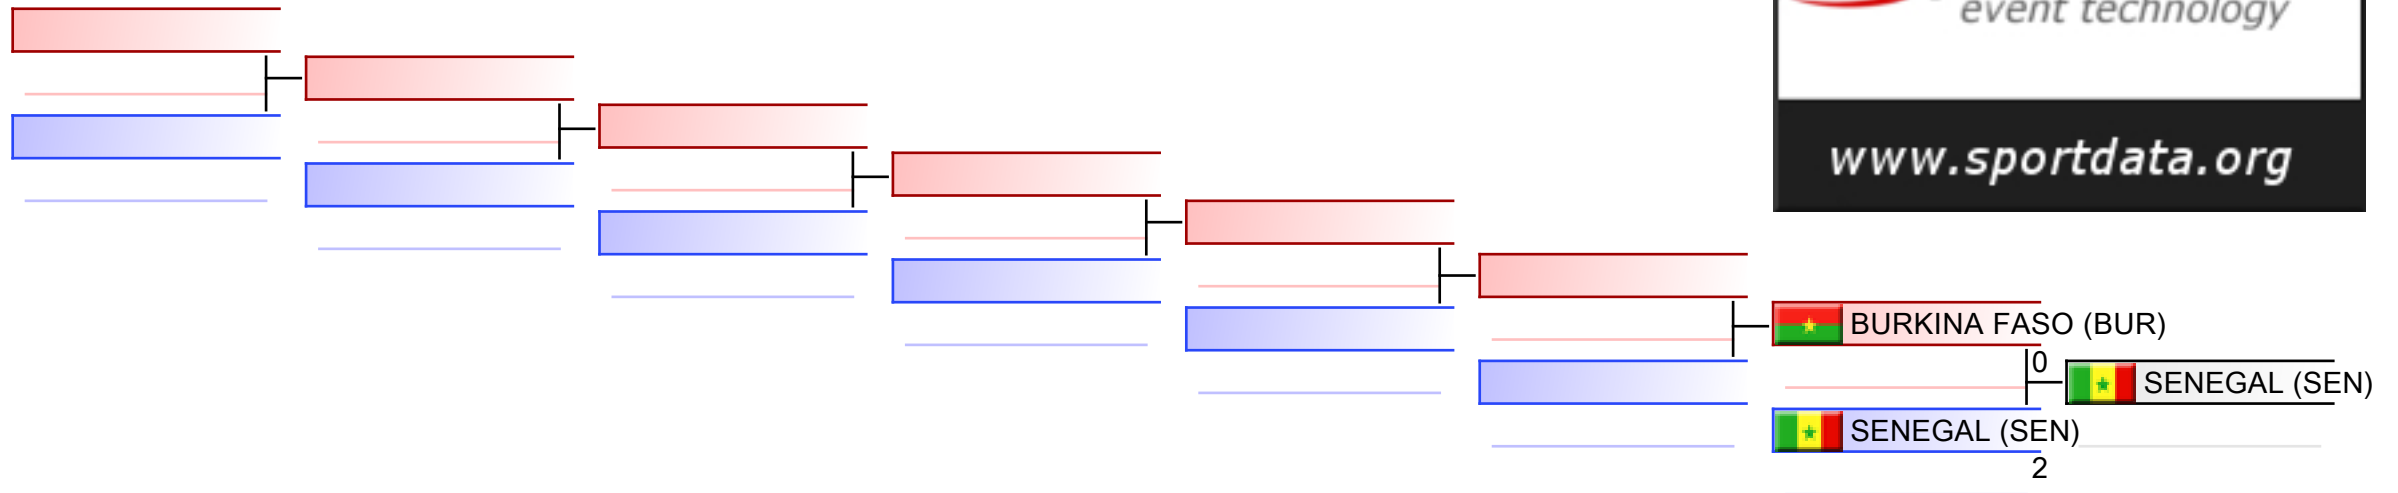 event technology
www.sportdata.org
BURKINA FASO (BUR)
0
SENEGAL (SEN)
SENEGAL (SEN)
2